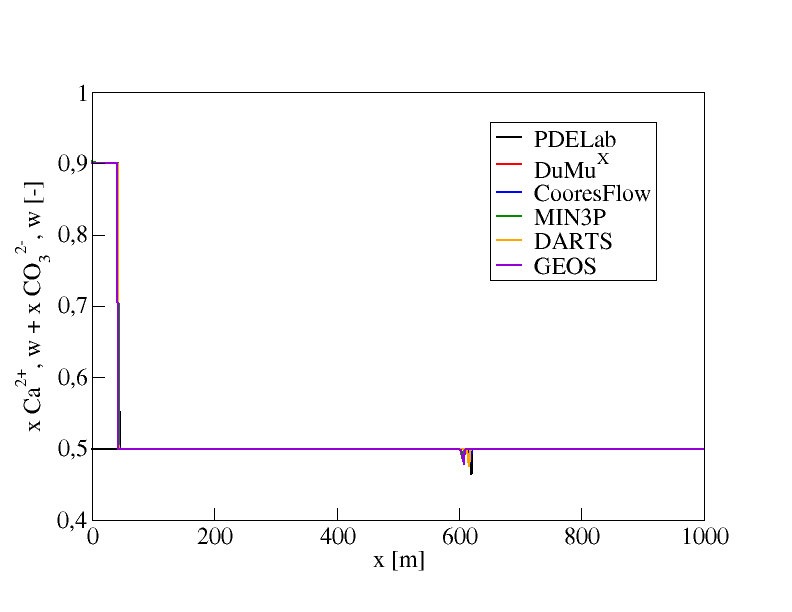 1
0,9
0,8
0,7
0,6
0,5
0,4
0
200
400
600
800
1000
x [m]
x Ca²⁺, w + x CO₃²⁻, w [-]
PDELab
DuMuˣ
CooresFlow
MIN3P
DARTS
GEOS